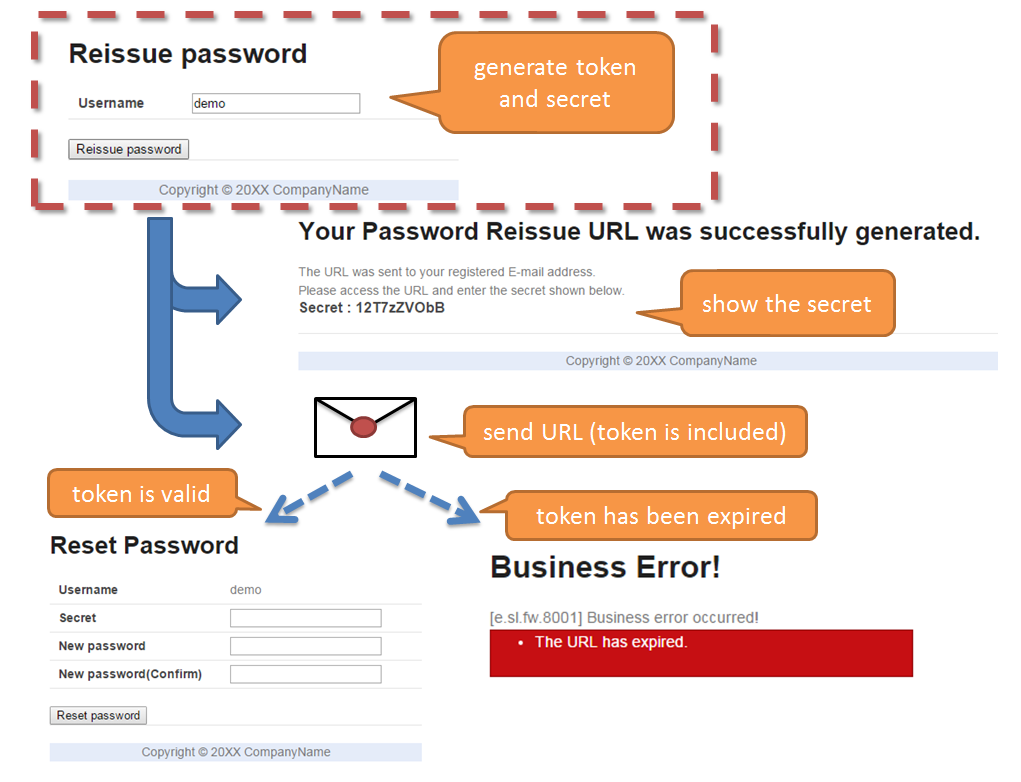 Reissue password
generate token
and secret
Username demo
Reissue password
Copyright © 20XX CompanyName
Your Password Reissue URL was successfully generated.
The URL was sent to your registered E-mail address.
Please access the URL and enter the secret shown below.
Secret : 12T7zZVObB
show the secret
Copyright © 20XX CompanyName
send URL (token is included)
token is valid
token has been expired
Reset Password
Username demo
Secret
New password
New password(Confirm)
Reset password
Copyright © 20XX CompanyName
Business Error!
[e.sl.fw.8001] Business error occurred!
• The URL has expired.